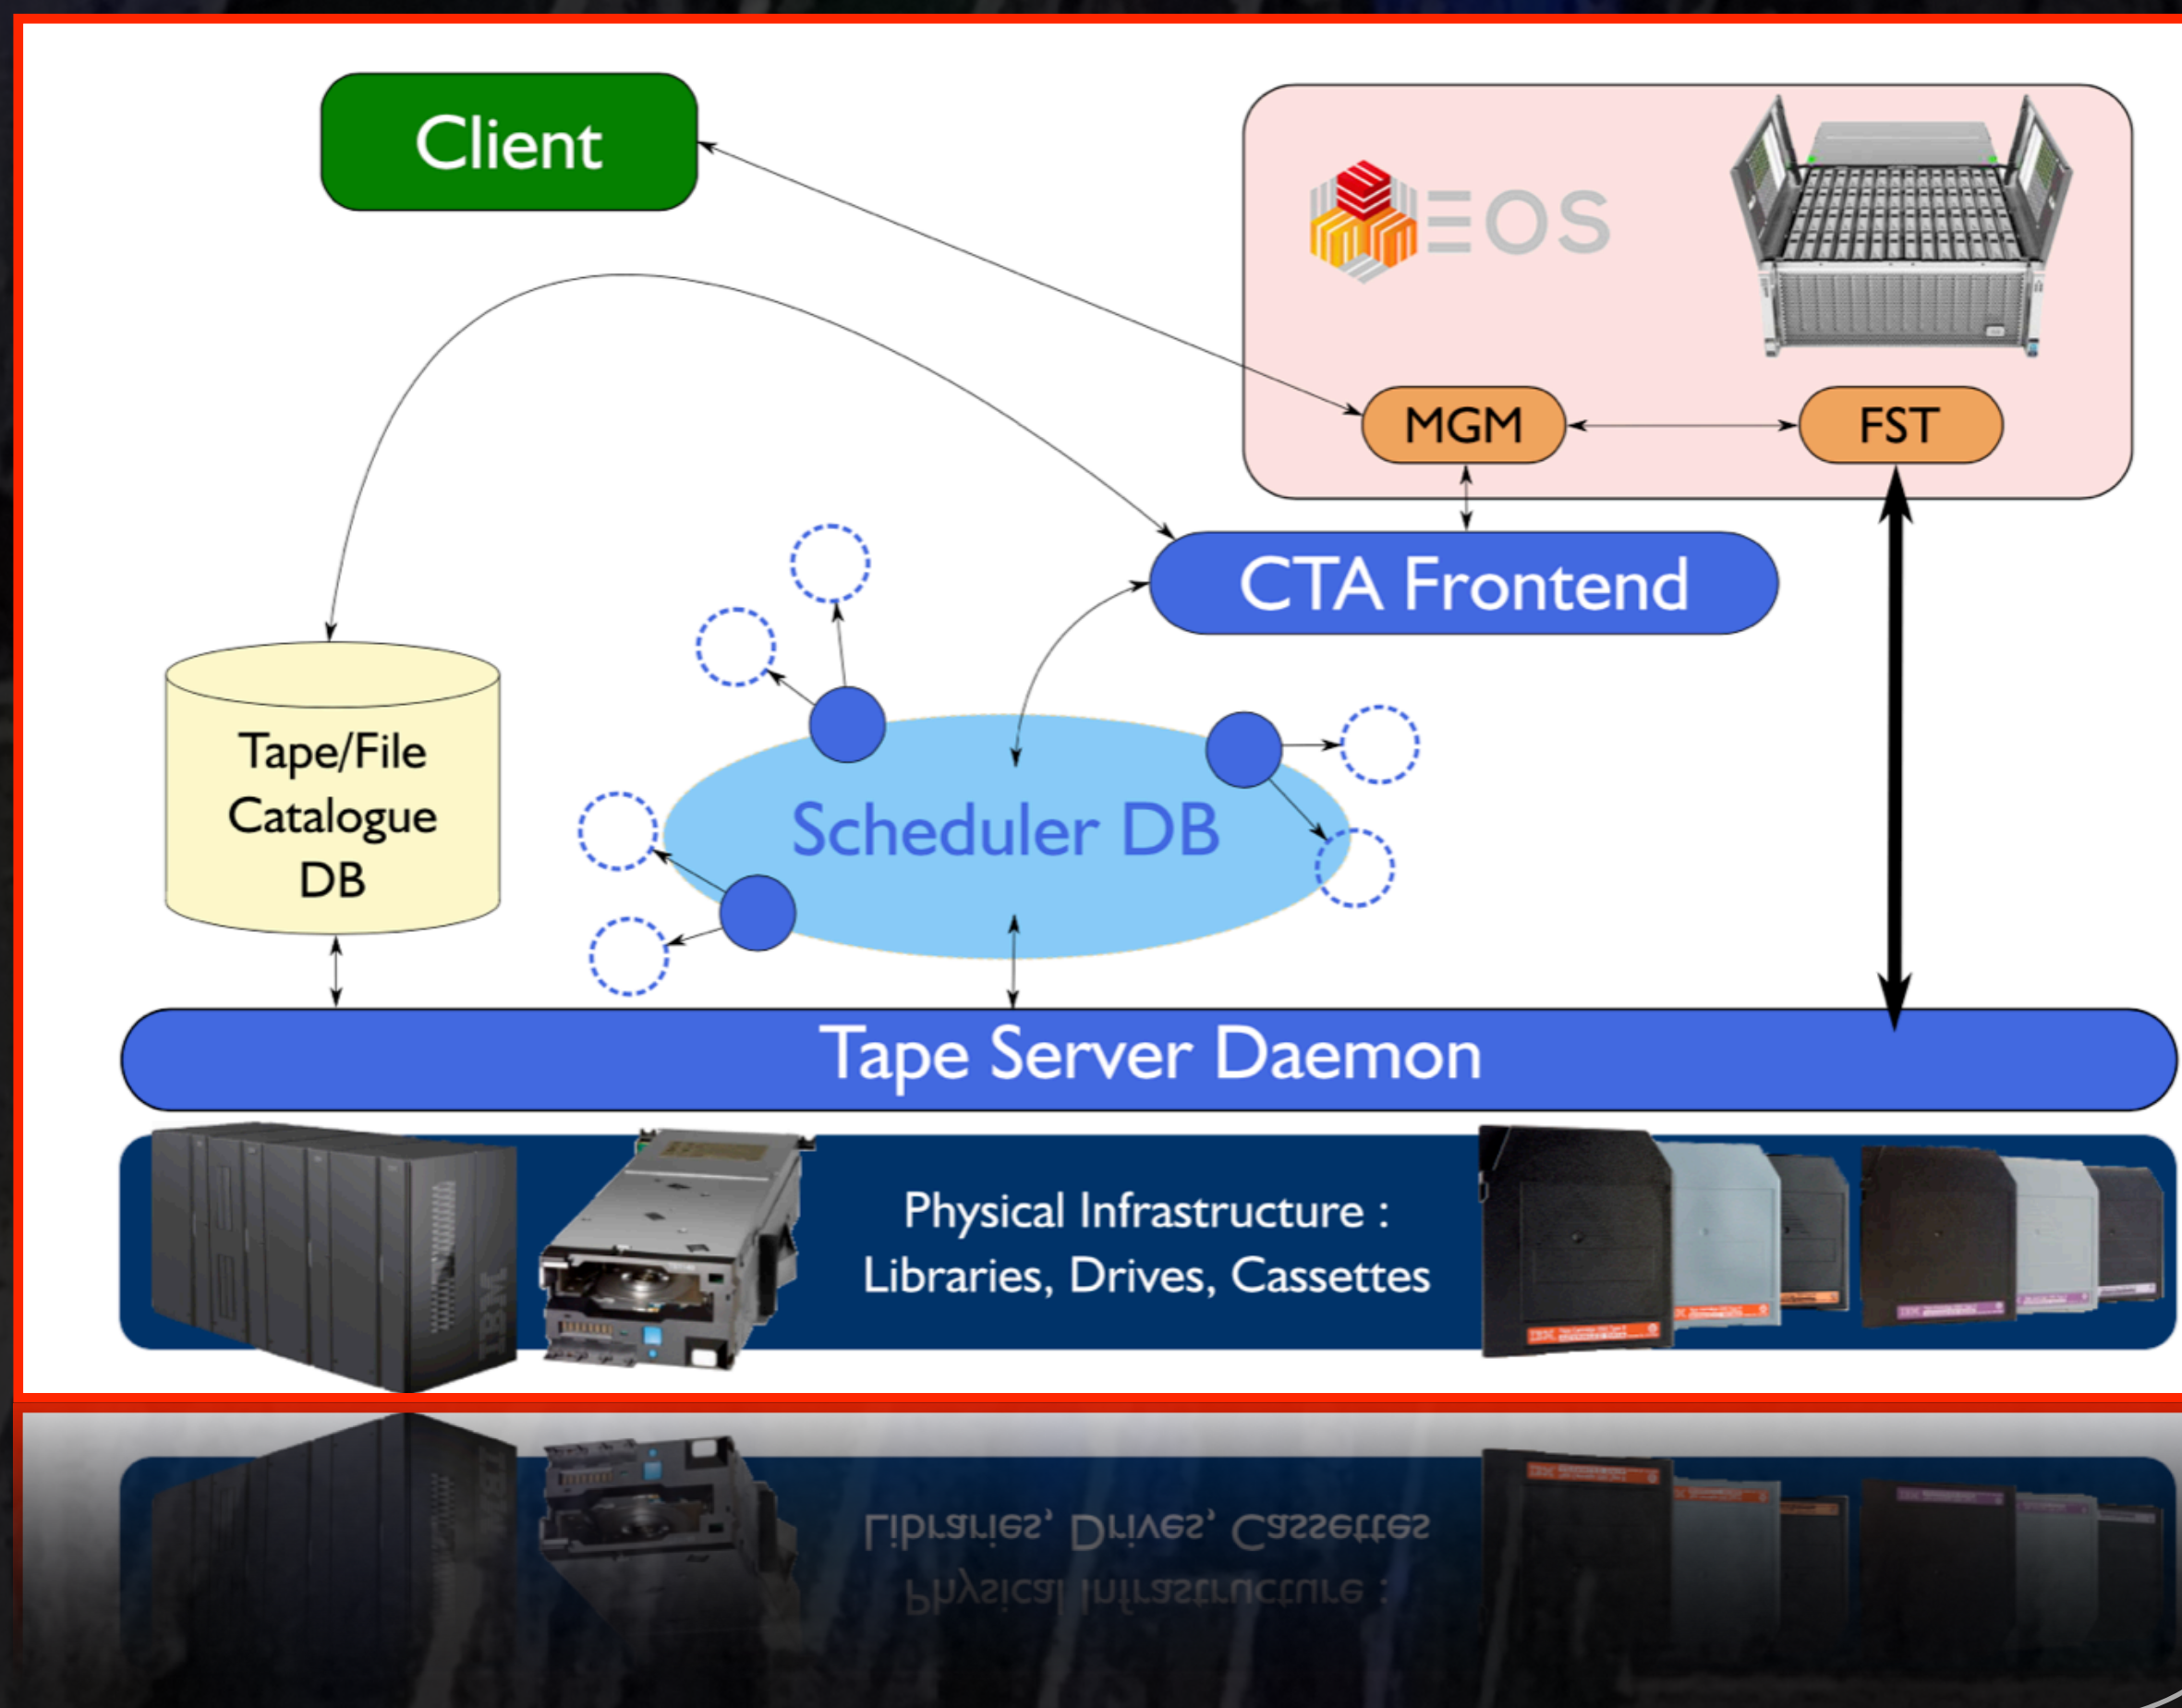 Client
EOS
MGM
FST
CTA Frontend
Tape/File
Catalogue
DB
Scheduler DB
Tape Server Daemon
Physical Infrastructure :
Libraries, Drives, Cassettes
IBM